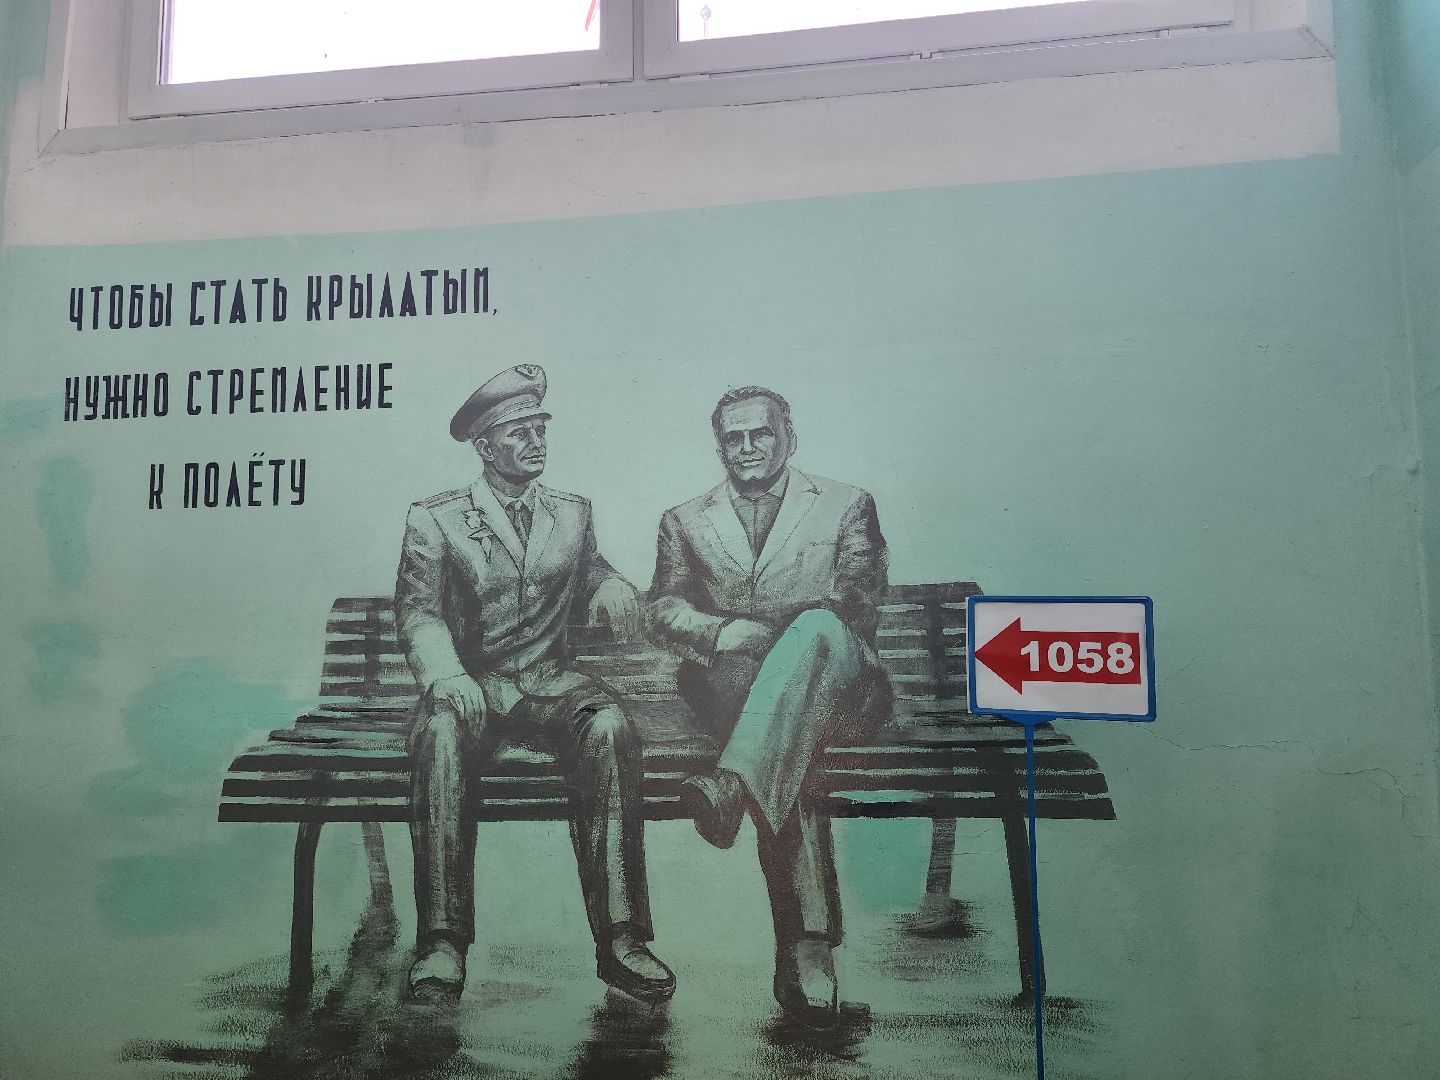 ЧТОБЫ СТАТЬ КРЫЛАТЫМ,
НУЖНО СТРЕМЛЕНИЕ
К ПОЛЁТУ
1058